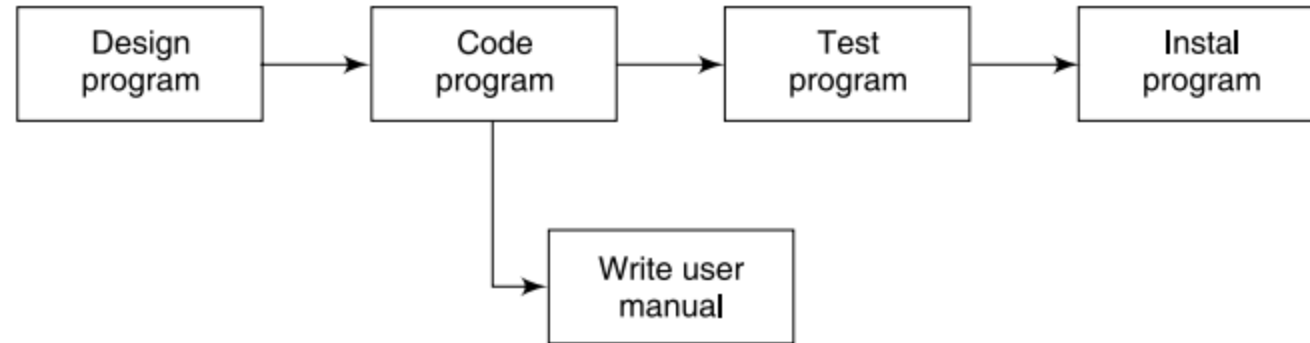 Design
program
Code
program
Test
program
Instal
program
Write user
manual